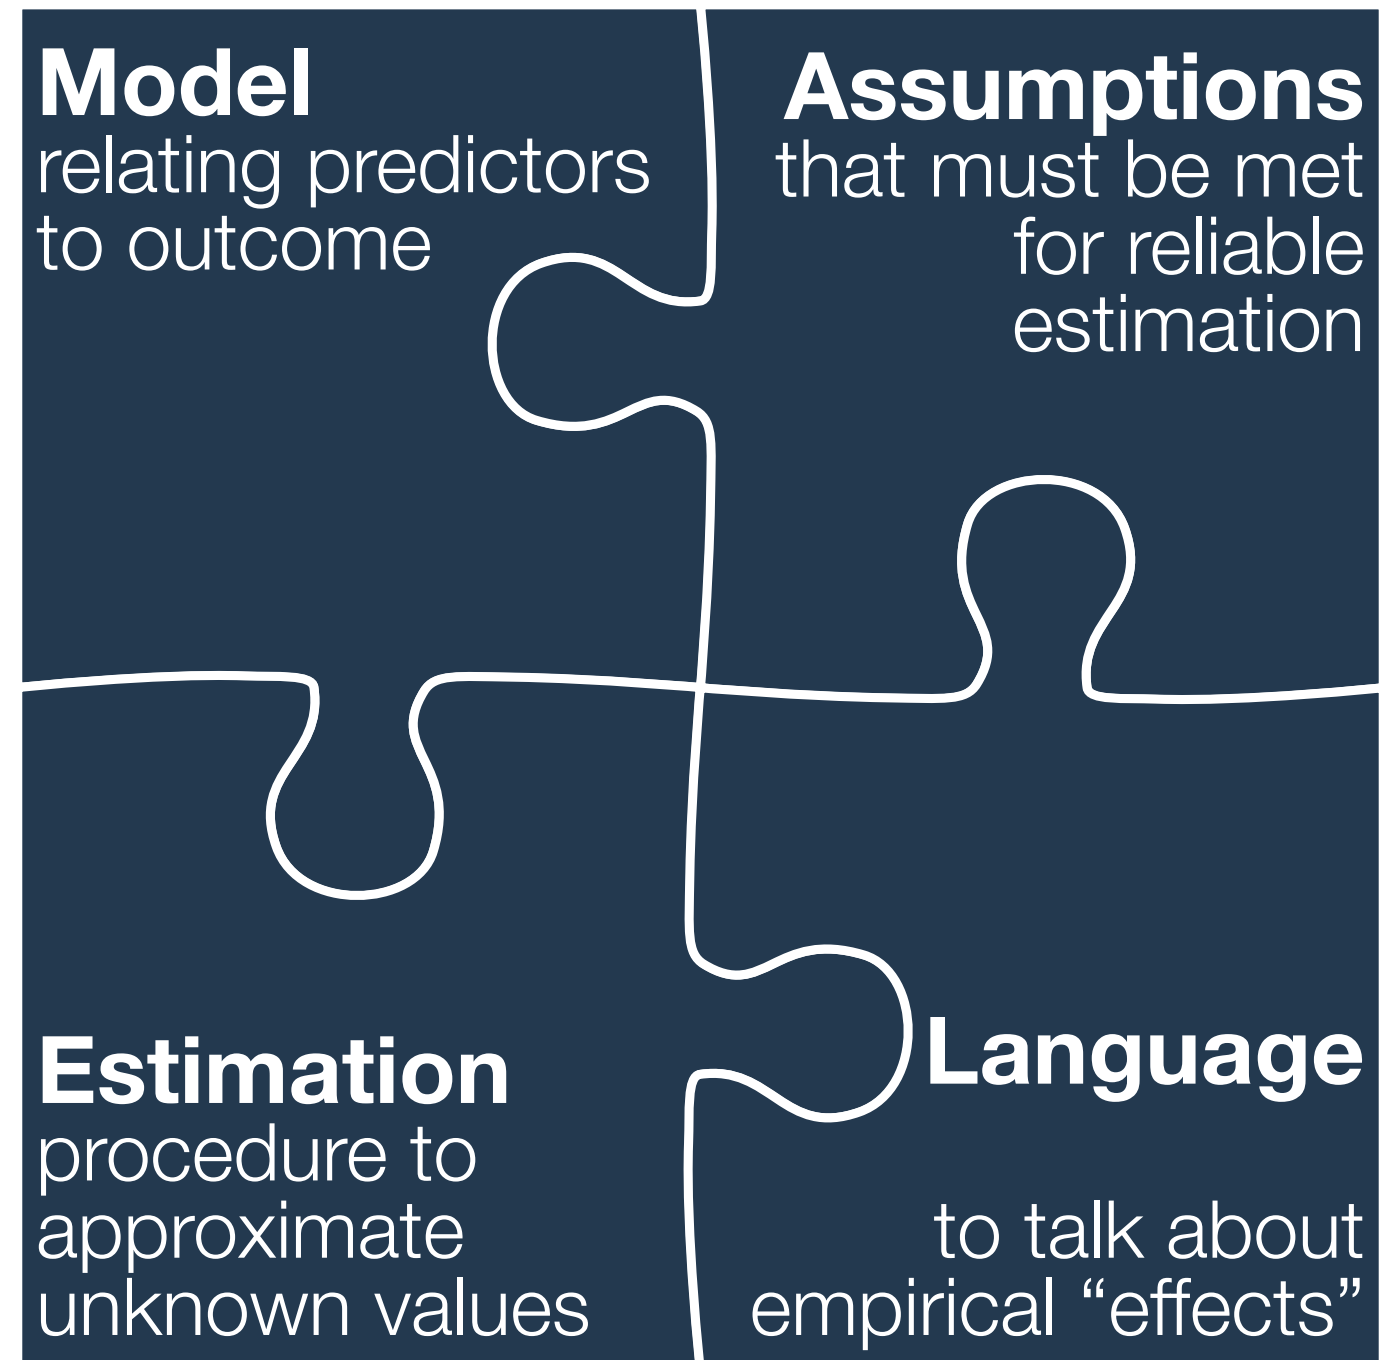 Model
relating predictors
to outcome
Assumptions
that must be met
for reliable
estimation
Estimation
procedure to
approximate
unknown values
Language
to talk about
empirical “effects”